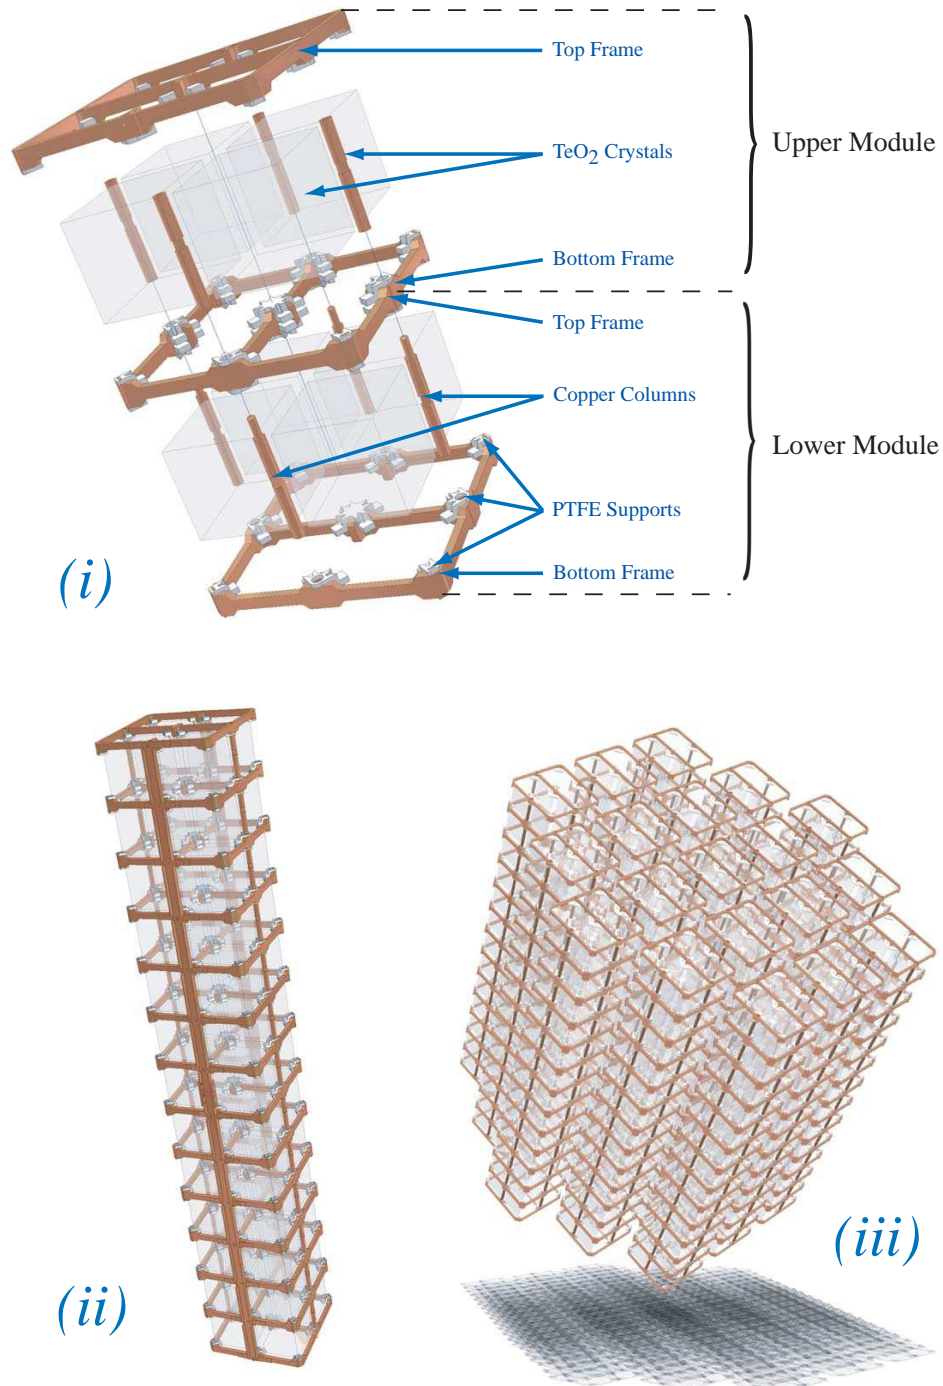 Top Frame
TeO2 Crystals
Upper Module
Bottom Frame
Top Frame
Copper Columns
Lower Module
PTFE Supports
Bottom Frame
(i)
(ii)
(iii)